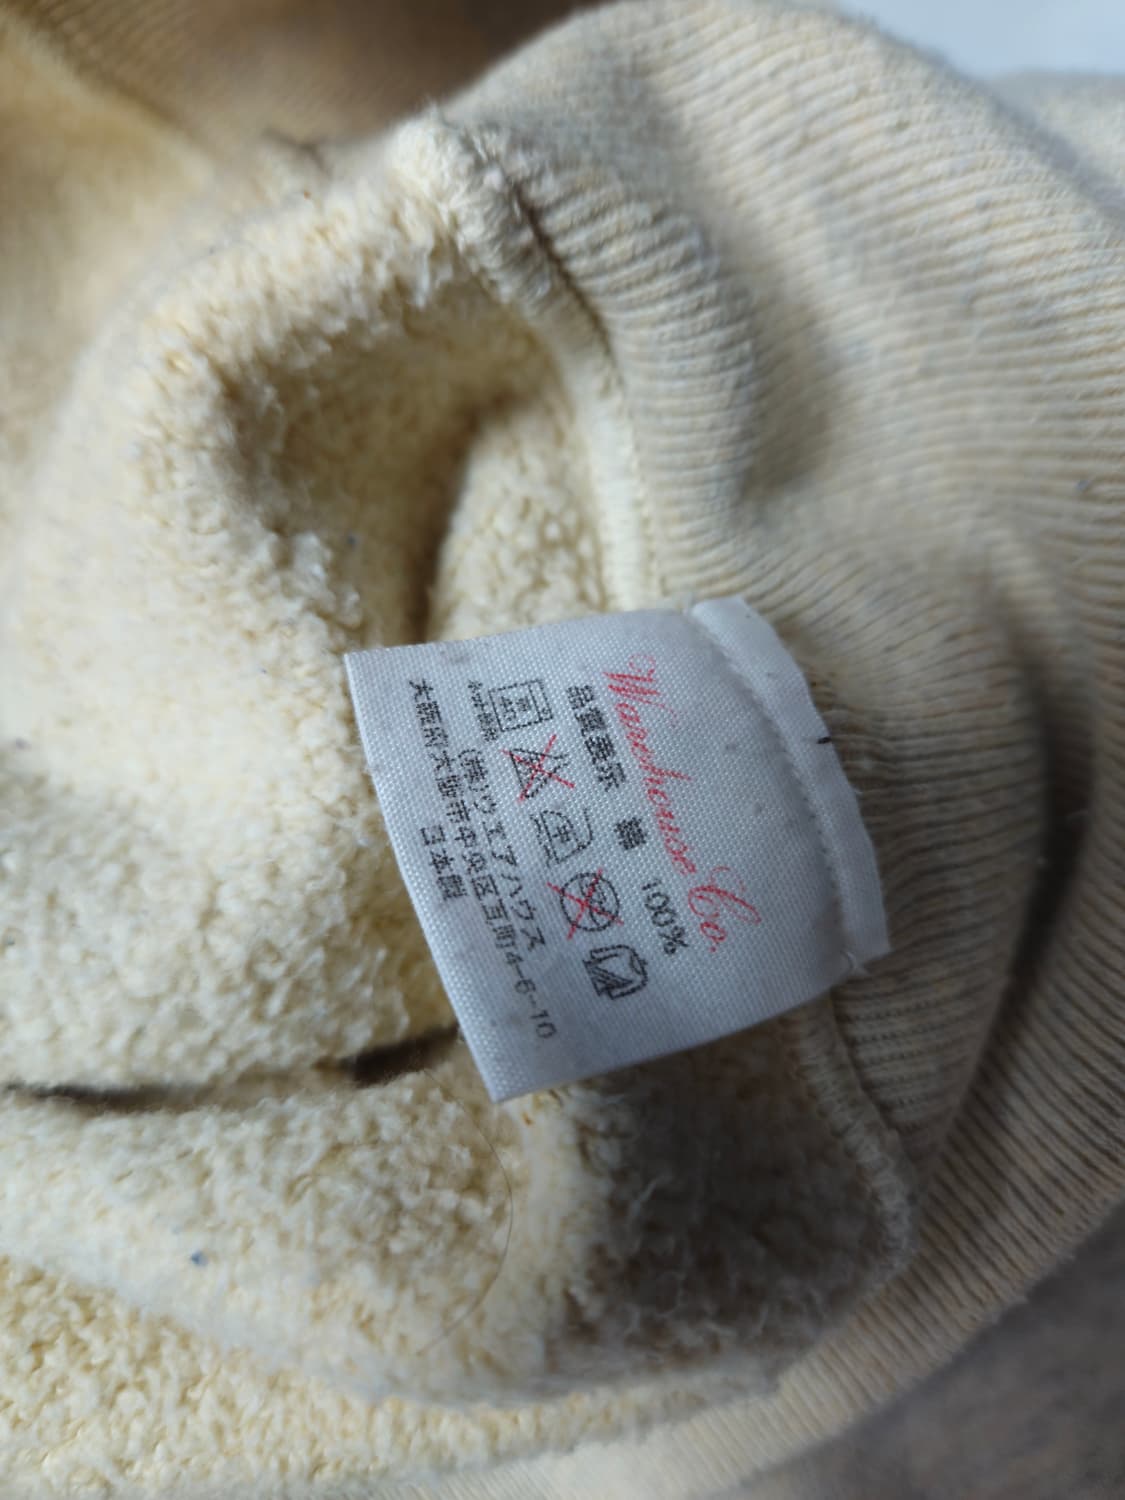 Warehouse Co.
品質表示 綿 100%
(株)ウエアハウス
大阪府大阪市中央区瓦町4-6-10
日本製